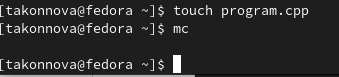 [takonnova@fedora ~]$ touch program.cpp
[takonnova@fedora ~]$ mc
[takonnova@fedora ~]$